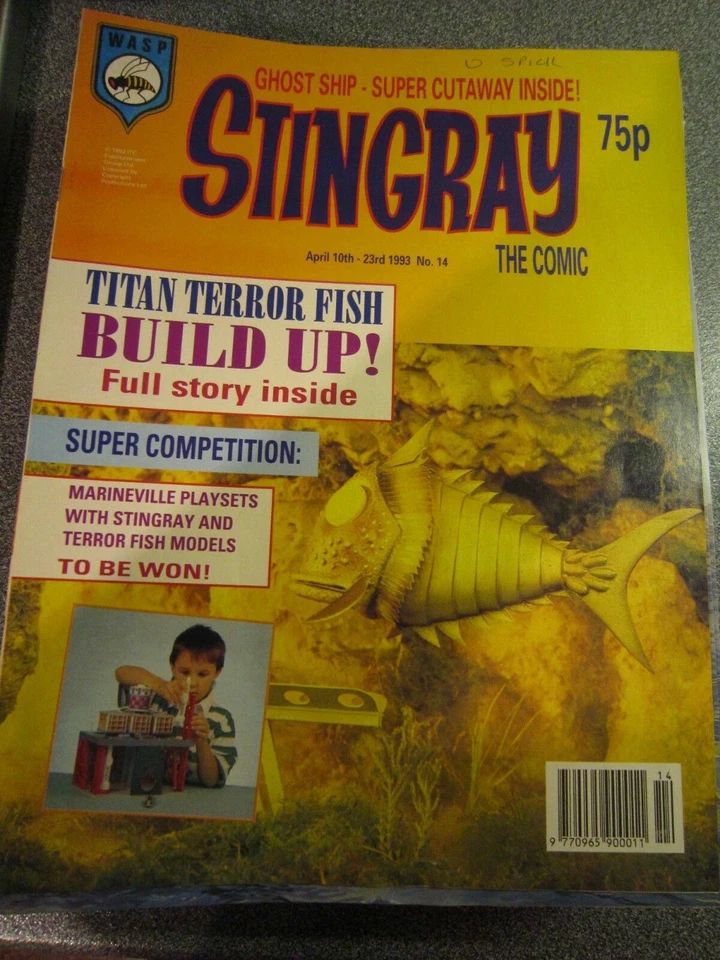 WASP
GHOST SHIP - SUPER CUTAWAY INSIDE!
STINGRAY
75p
THE COMIC
April 10th - 23rd 1993 No. 14
TITAN TERROR FISH
BUILD UP!
Full story inside
SUPER COMPETITION:
MARINEVILLE PLAYSETS
WITH STINGRAY AND
TERROR FISH MODELS
TO BE WON!
14
9 770965 900011